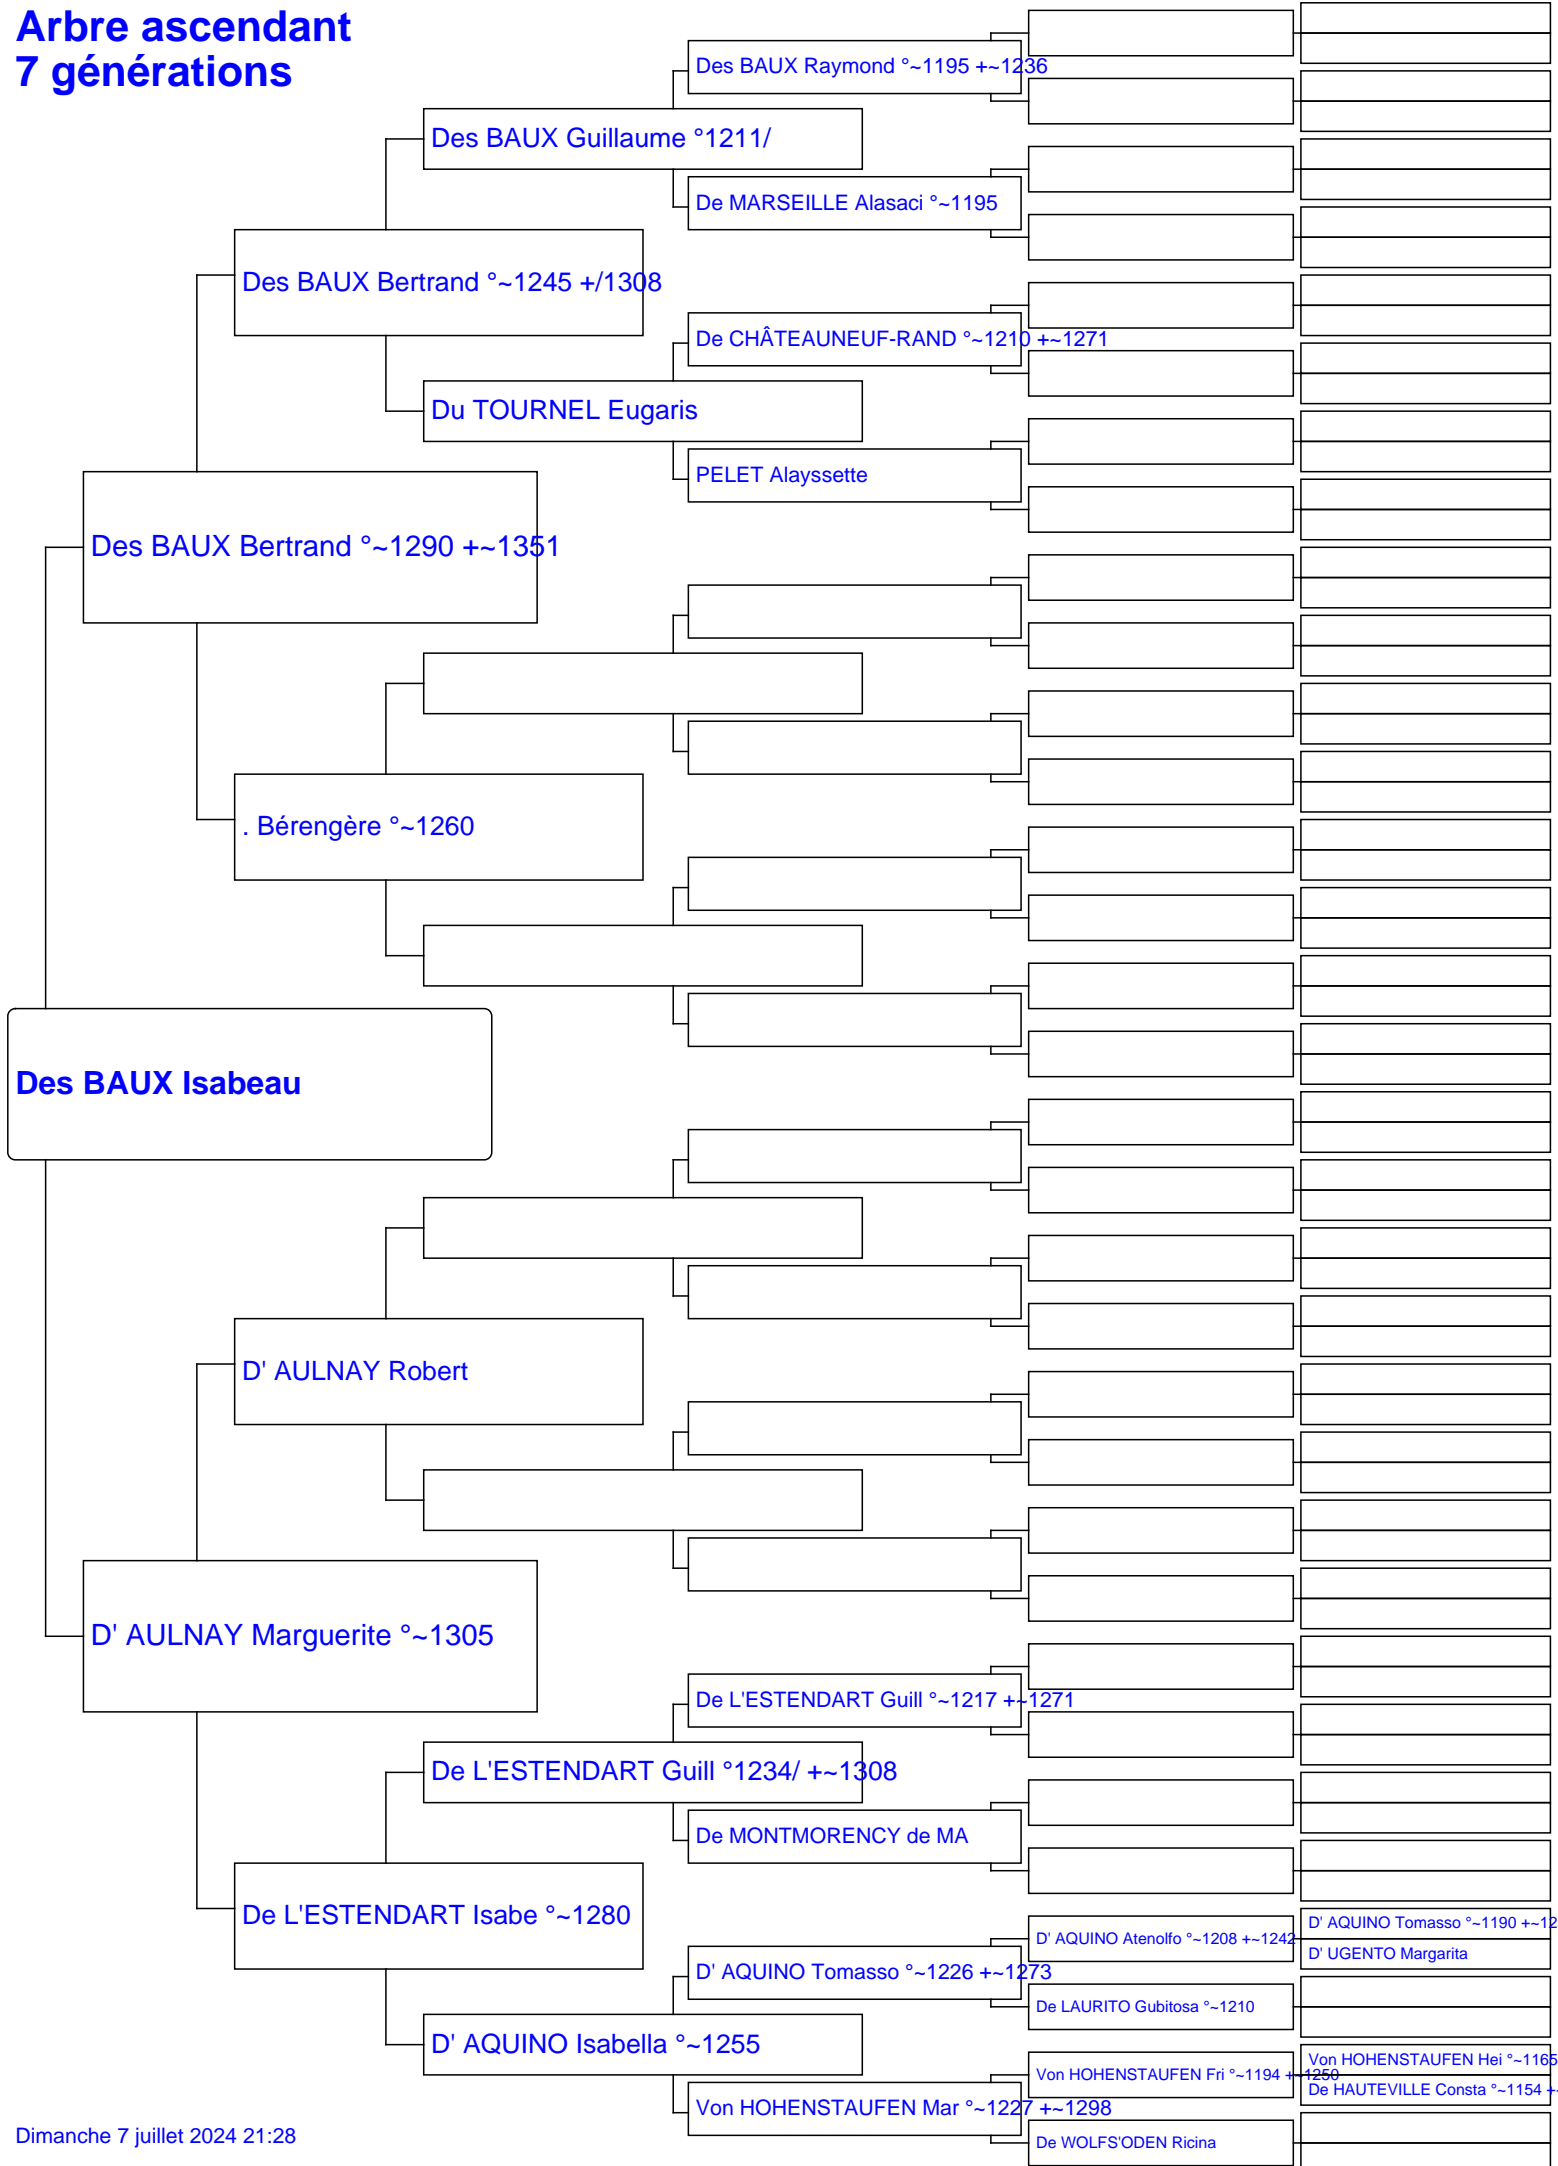 Arbre ascendant
7 générations
Des BAUX Raymond °~1195 +~1236
Des BAUX Guillaume °1211/
De MARSEILLE Alasaci °~1195
Des BAUX Bertrand °~1245 +/1308
De CHÂTEAUNEUF-RAND °~1210 +~1271
Du TOURNEL Eugaris
PELET Alayssette
Des BAUX Bertrand °~1290 +~1351
. Bérengère °~1260
Des BAUX Isabeau
D' AULNAY Robert
D' AULNAY Marguerite °~1305
De L'ESTENDART Guill °~1217 +~1271
De L'ESTENDART Guill °1234/ +~1308
De MONTMORENCY de MA
De L'ESTENDART Isabe °~1280
D' AQUINO Tomasso °~1190 +~12
D' AQUINO Atenolfo °~1208 +~1242
D' UGENTO Margarita
D' AQUINO Tomasso °~1226 +~1273
De LAURITO Gubitosa °~1210
D' AQUINO Isabella °~1255
Von HOHENSTAUFEN Hei °~1165
Von HOHENSTAUFEN Fri °~1194 +~1250
De HAUTEVILLE Consta °~1154 +~
Von HOHENSTAUFEN Mar °~1227 +~1298
De WOLFS'ODEN Ricina
Dimanche 7 juillet 2024 21:28